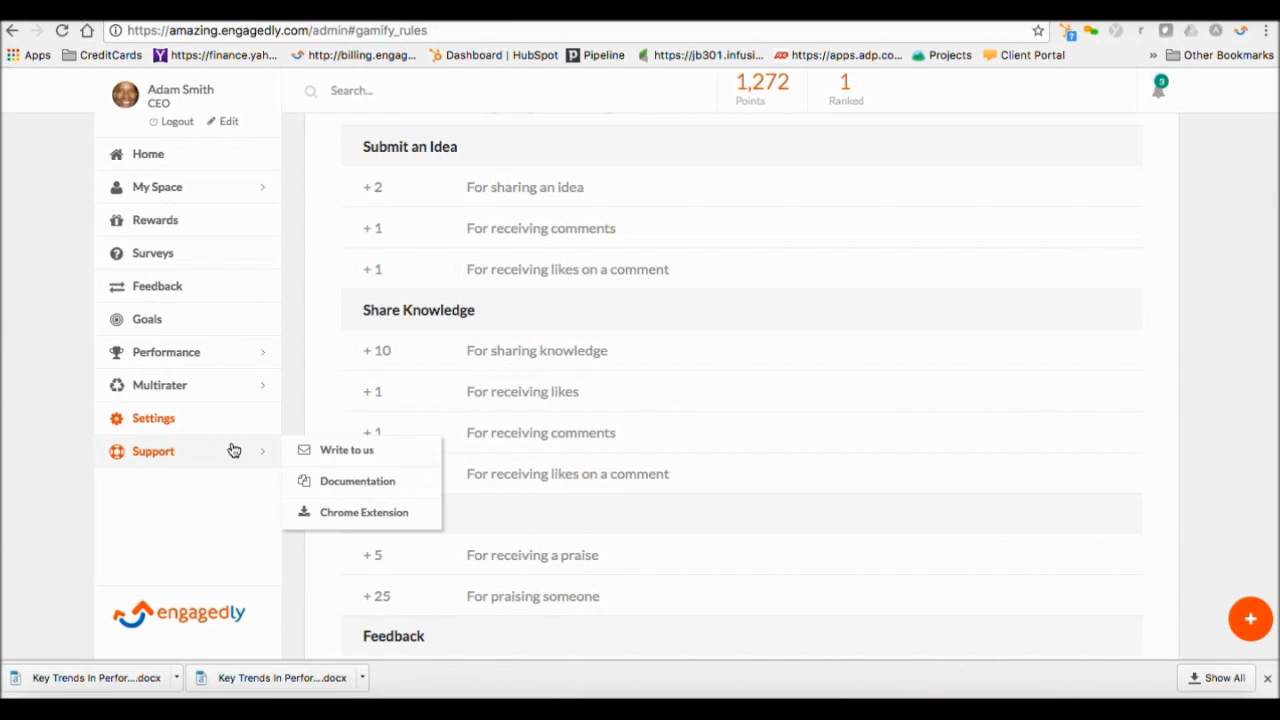 https://amazing.engagedly.com/admin#gamify_rules
Apps CreditCards https://finance.yah... http://billing.engag... Dashboard | HubSpot Pipeline https://jb301.infusi... https://apps.adp.co... Projects Client Portal » Other Bookmarks
Adam Smith
CEO
Logout Edit
Search...
1,272
Points
1
Ranked
3
Home
My Space
Rewards
Surveys
Feedback
Goals
Performance
Multirater
Settings
Support
Write to us
Documentation
Chrome Extension
engagedly
Submit an Idea
+ 2 For sharing an idea
+ 1 For receiving comments
+ 1 For receiving likes on a comment
Share Knowledge
+ 10 For sharing knowledge
+ 1 For receiving likes
+ 1 For receiving comments
For receiving likes on a comment
+ 5 For receiving a praise
+ 25 For praising someone
Feedback
+
Key Trends In Perfor....docx Key Trends In Perfor....docx Show All